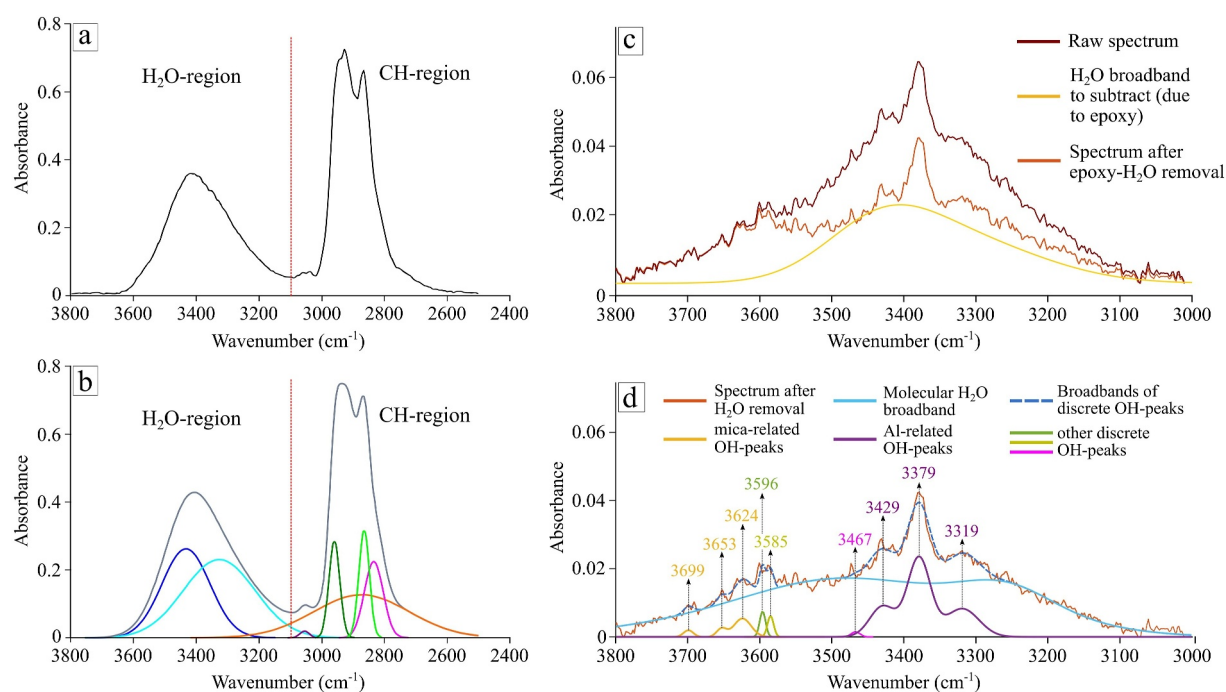 a
0.8
0.6
0.4
0.2
0
Absorbance
H2O-region
CH-region
3800 3600 3400 3200 3000 2800 2600 2400
Wavenumber (cm-1)
b
0.8
0.6
0.4
0.2
0
Absorbance
H2O-region
CH-region
3800 3600 3400 3200 3000 2800 2600 2400
Wavenumber (cm-1)
c
0.06
0.04
0.02
0
Absorbance
Raw spectrum
H2O broadband
to subtract (due
to epoxy)
Spectrum after
epoxy-H2O removal
3800 3700 3600 3500 3400 3300 3200 3100 3000
Wavenumber (cm-1)
d
Spectrum after
H2O removal
Molecular H2O
broadband
Broadbands of
discrete OH-peaks
mica-related
OH-peaks
Al-related
OH-peaks
other discrete
OH-peaks
0.06
0.04
0.02
0
Absorbance
3699
3653
3624
3596
3585
3467
3429
3379
3319
3800 3700 3600 3500 3400 3300 3200 3100 3000
Wavenumber (cm-1)